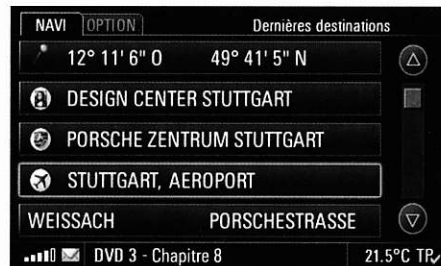 NAVI OPTION Dernières destinations
12° 11' 6" O 49° 41' 5" N
DESIGN CENTER STUTTGART
PORSCHE ZENTRUM STUTTGART
STUTTGART, AEROPORT
WEISSACH PORSCHESTRASSE
DVD 3 - Chapitre 8 21.5°C TP